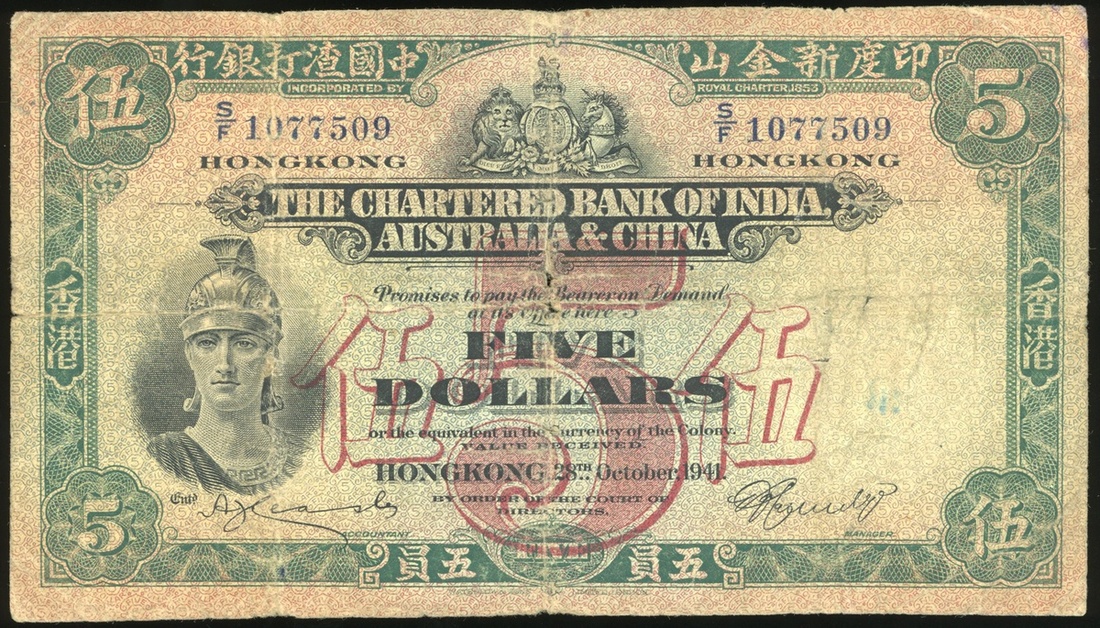 印度新金山 中國渣打銀行
伍 5
INCORPORATED BY ROYAL CHARTER, 1853
S/F 1077509 S/F 1077509
HONGKONG HONGKONG
THE CHARTERED BANK OF INDIA
AUSTRALIA & CHINA
Promises to pay the Bearer on Demand
at its Office here
FIVE
DOLLARS
伍 5 伍
香港 香港
or the equivalent in the currency of the Colony.
VALUE RECEIVED
HONGKONG 28TH October, 1941.
BY ORDER OF THE COURT OF
DIRECTORS.
Entd
ACCOUNTANT MANAGER
5 伍
五員 五員